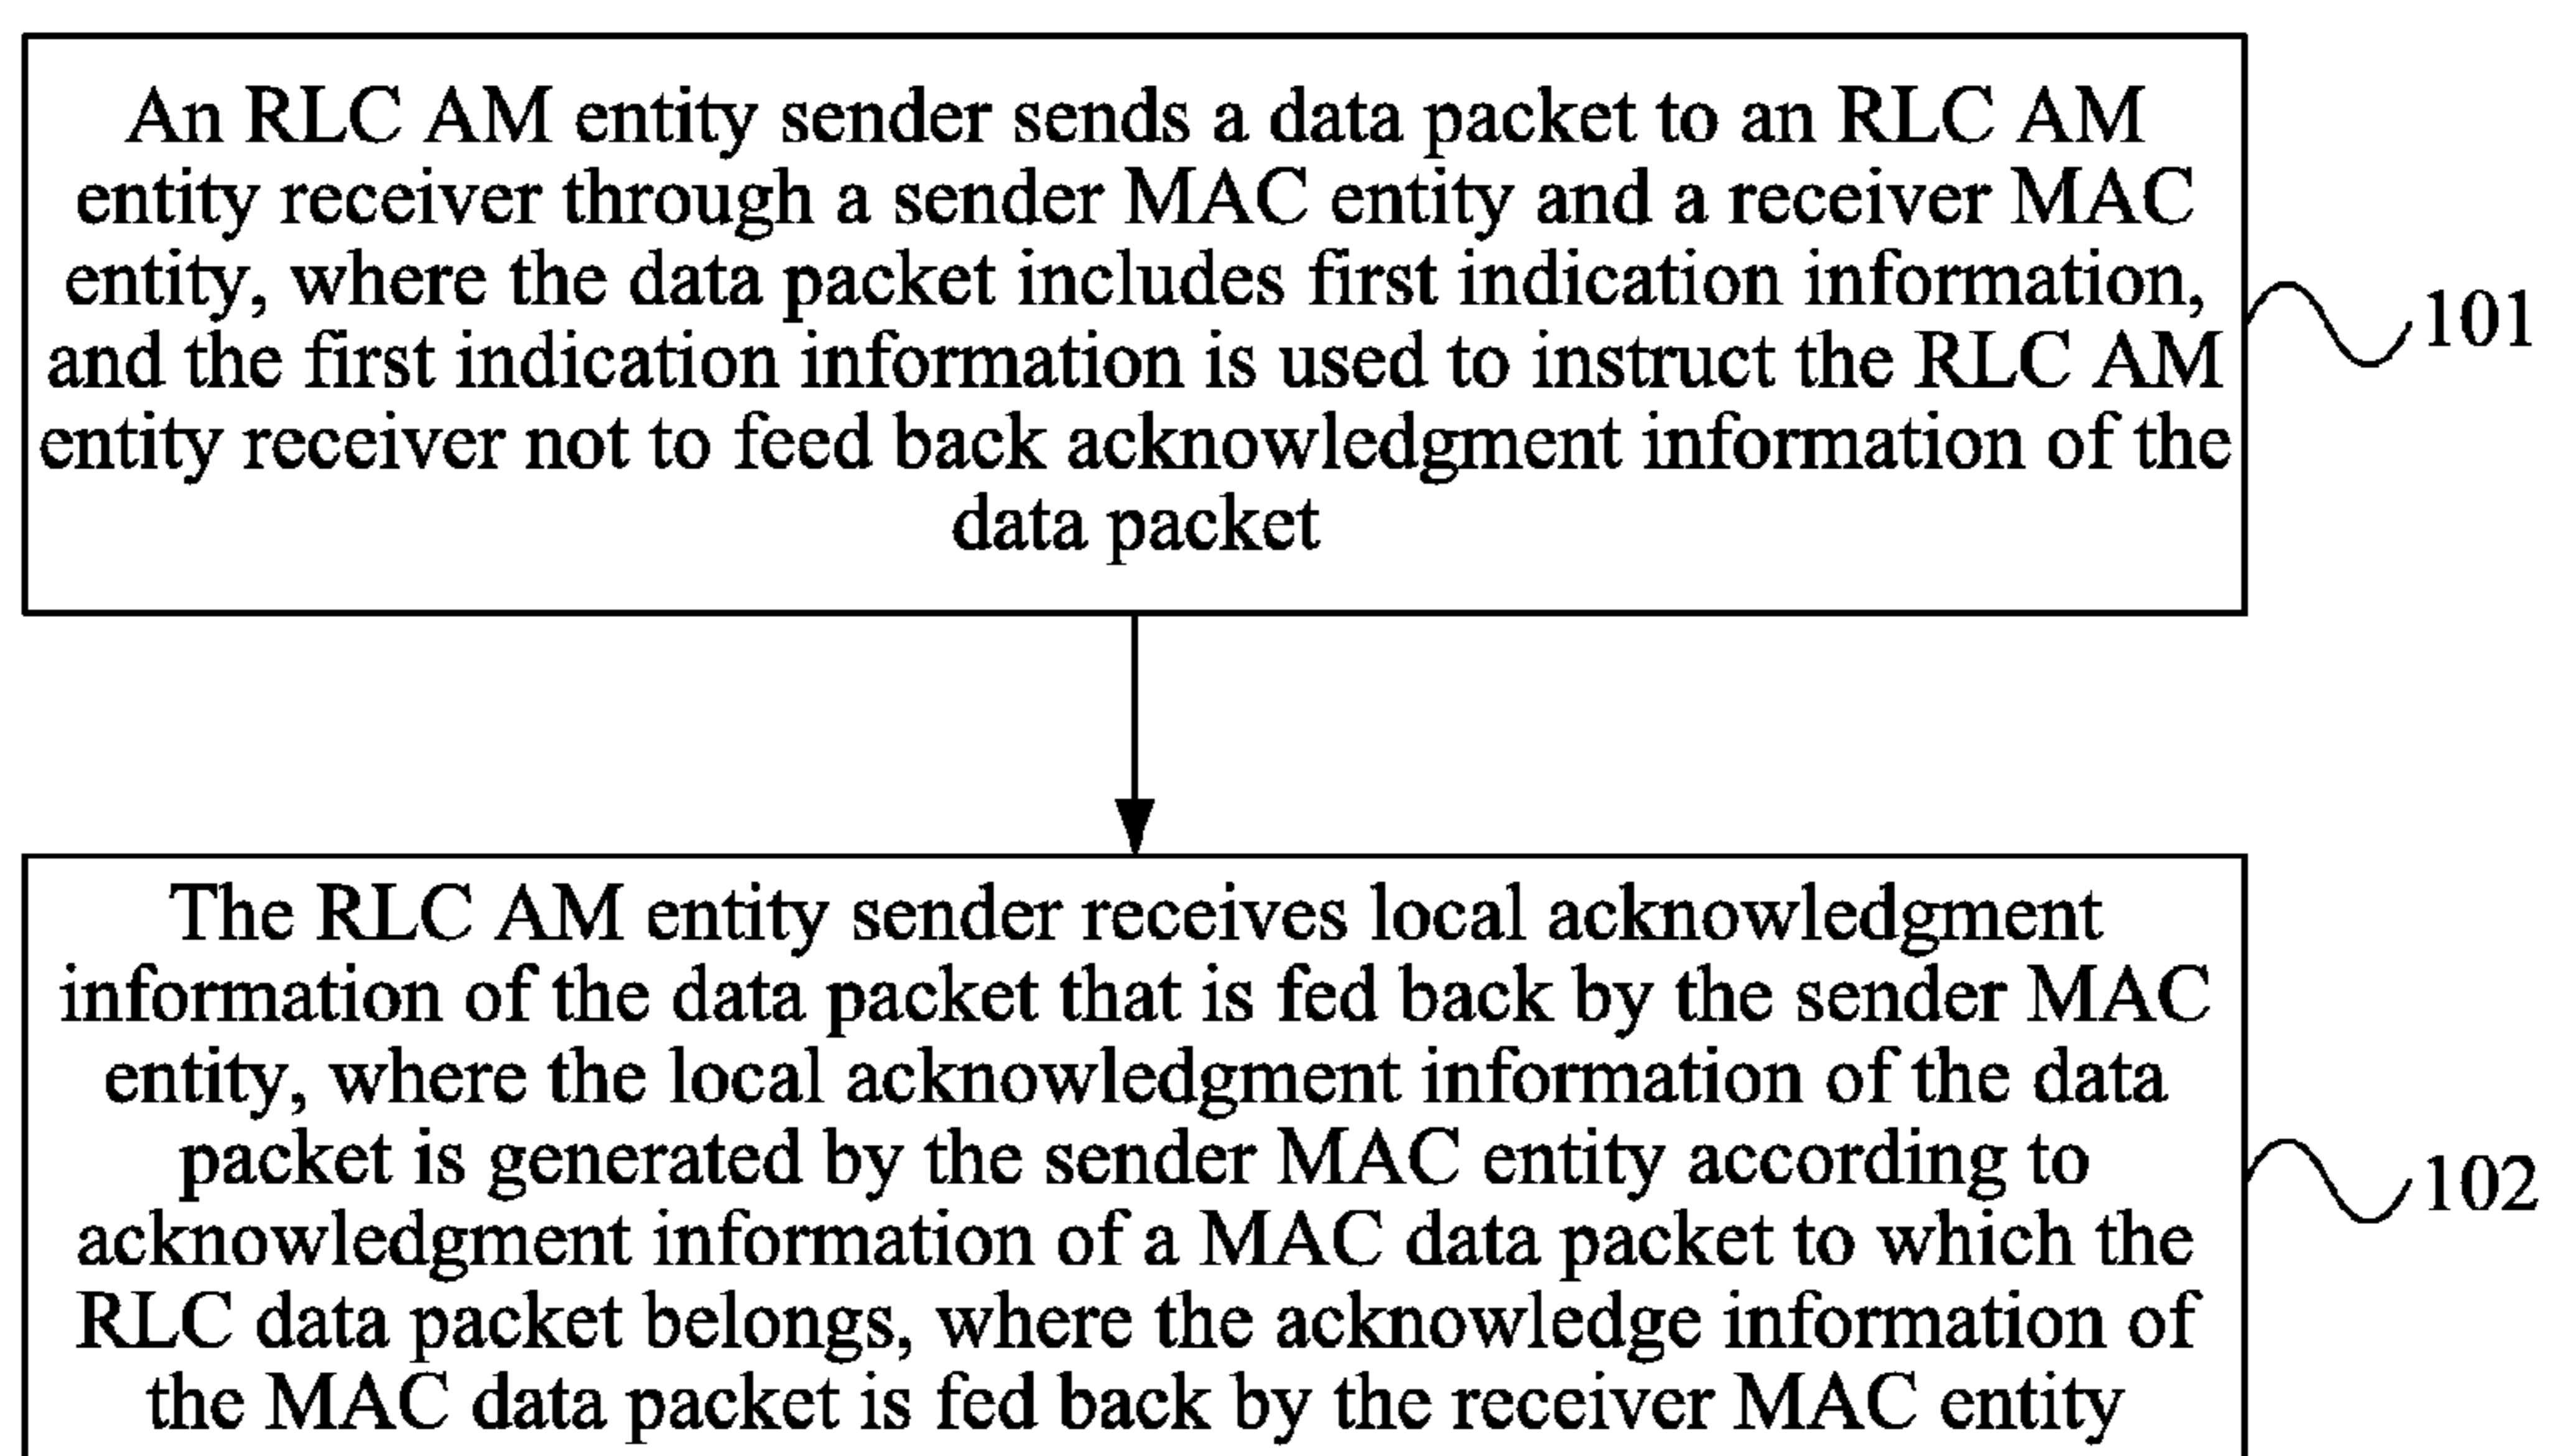 An RLC AM entity sender sends a data packet to an RLC AM
entity receiver through a sender MAC entity and a receiver MAC
entity, where the data packet includes first indication information,
and the first indication information is used to instruct the RLC AM
entity receiver not to feed back acknowledgment information of the
data packet
101
The RLC AM entity sender receives local acknowledgment
information of the data packet that is fed back by the sender MAC
entity, where the local acknowledgment information of the data
packet is generated by the sender MAC entity according to
acknowledgment information of a MAC data packet to which the
RLC data packet belongs, where the acknowledge information of
the MAC data packet is fed back by the receiver MAC entity
102